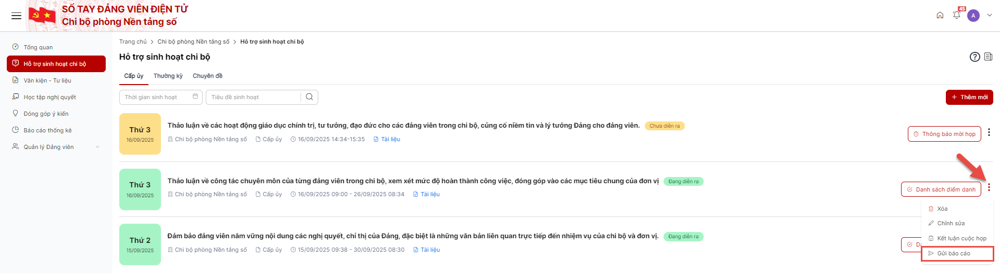 SỔ TAY ĐẢNG VIÊN ĐIỆN TỬ
Chi bộ phòng Nền tảng số
45
A
Tổng quan
Hỗ trợ sinh hoạt chi bộ
Văn kiện - Tư liệu
Học tập nghị quyết
Đóng góp ý kiến
Báo cáo thống kê
Quản lý Đảng viên
Trang chủ > Chi bộ phòng Nền tảng số > Hỗ trợ sinh hoạt chi bộ
Hỗ trợ sinh hoạt chi bộ
Cấp ủy Thường kỳ Chuyên đề
Thời gian sinh hoạt Tiêu đề sinh hoạt
+ Thêm mới
Thứ 3
16/09/2025
Thảo luận về các hoạt động giáo dục chính trị, tư tưởng, đạo đức cho các đảng viên trong chi bộ, củng cố niềm tin và lý tưởng Đảng cho đảng viên. Chưa diễn ra
Chi bộ phòng Nền tảng số Cấp ủy 16/09/2025 14:34-15:35 Tài liệu
Thông báo mời họp
Thứ 3
16/09/2025
Thảo luận về công tác chuyên môn của từng đảng viên trong chi bộ, xem xét mức độ hoàn thành công việc, đóng góp vào các mục tiêu chung của đơn vị Đang diễn ra
Chi bộ phòng Nền tảng số Cấp ủy 16/09/2025 09:00 - 26/09/2025 08:34 Tài liệu
Danh sách điểm danh
Xóa
Chỉnh sửa
Kết luận cuộc họp
Gửi báo cáo
Thứ 2
15/09/2025
Đảm bảo đảng viên nắm vững nội dung các nghị quyết, chỉ thị của Đảng, đặc biệt là những văn bản liên quan trực tiếp đến nhiệm vụ của chi bộ và đơn vị. Đang diễn ra
Chi bộ phòng Nền tảng số Cấp ủy 15/09/2025 09:38 - 30/09/2025 08:30 Tài liệu